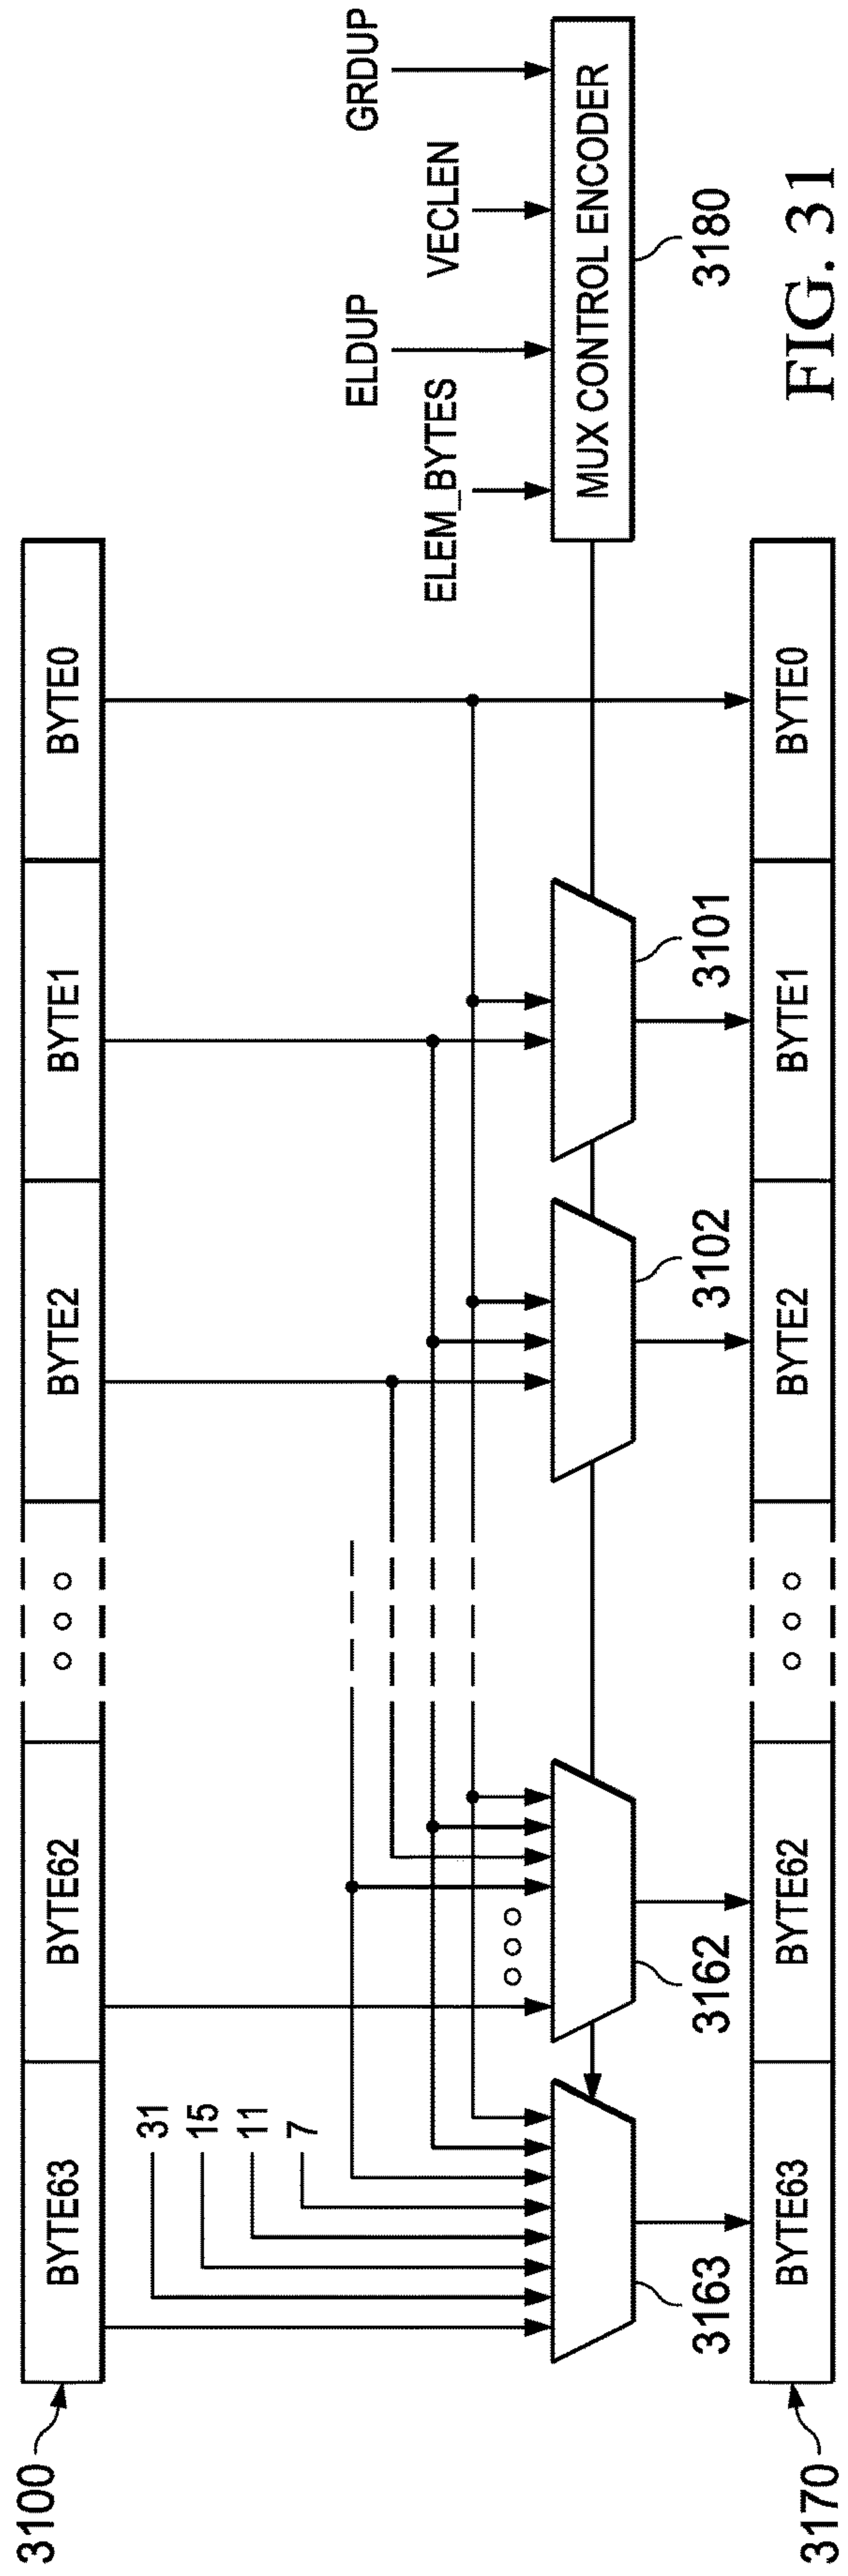 3100
BYTE63
BYTE62
○ ○ ○
BYTE2
BYTE1
BYTE0
31
15
11
7
○ ○ ○
GRDUP
VECLEN
ELDUP
ELEM_BYTES
MUX CONTROL ENCODER
3180
3163
3162
3102
3101
3170
BYTE63
BYTE62
○ ○ ○
BYTE2
BYTE1
BYTE0
FIG. 31